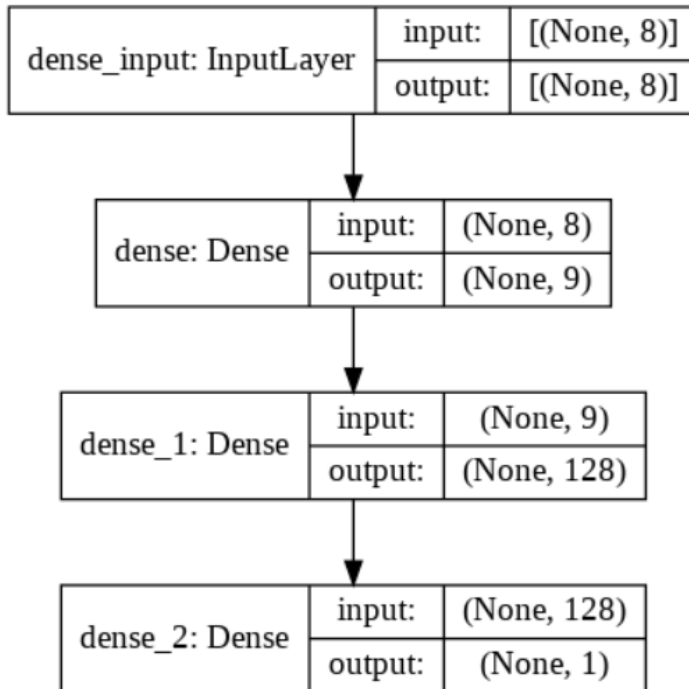 dense_input: InputLayer
input: [(None, 8)]
output: [(None, 8)]
dense: Dense
input: (None, 8)
output: (None, 9)
dense_1: Dense
input: (None, 9)
output: (None, 128)
dense_2: Dense
input: (None, 128)
output: (None, 1)